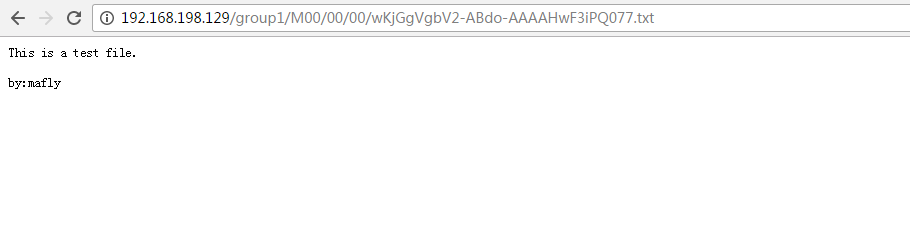 192.168.198.129/group1/M00/00/00/wKjGgVgbV2-ABdo-AAAAHwF3iPQ077.txt
This is a test file.
by:mafly